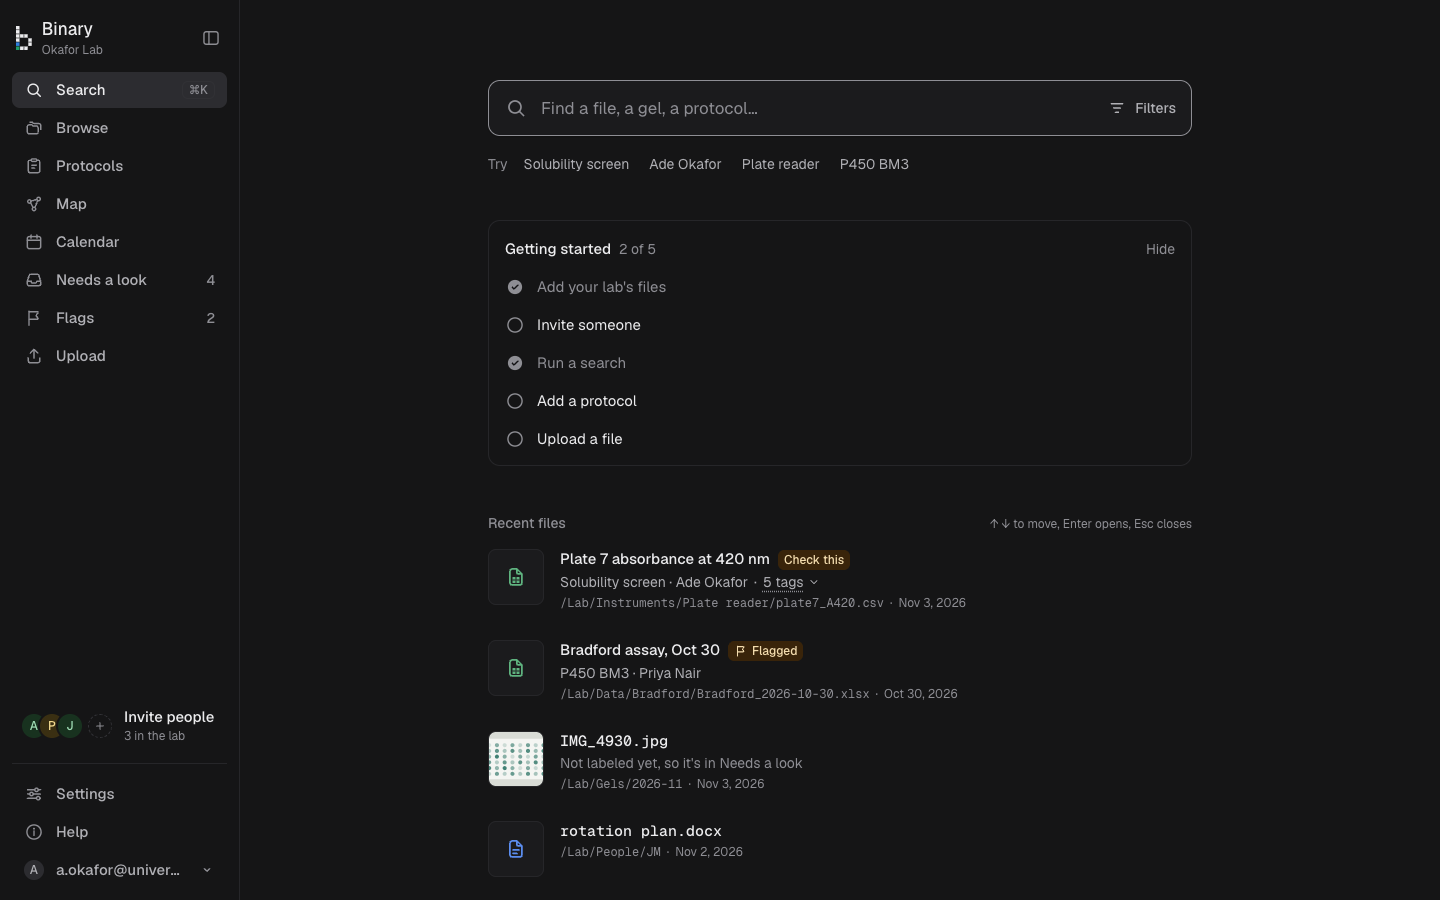 Binary
Okafor Lab
Search ⌘K
Browse
Protocols
Map
Calendar
Needs a look 4
Flags 2
Upload
A P J +
Invite people
3 in the lab
Settings
Help
A a.okafor@univer...
Find a file, a gel, a protocol...
Filters
Try Solubility screen Ade Okafor Plate reader P450 BM3
Getting started 2 of 5 Hide
Add your lab's files
Invite someone
Run a search
Add a protocol
Upload a file
Recent files ↑↓ to move, Enter opens, Esc closes
Plate 7 absorbance at 420 nm Check this
Solubility screen · Ade Okafor · 5 tags
/Lab/Instruments/Plate reader/plate7_A420.csv · Nov 3, 2026
Bradford assay, Oct 30 Flagged
P450 BM3 · Priya Nair
/Lab/Data/Bradford/Bradford_2026-10-30.xlsx · Oct 30, 2026
IMG_4930.jpg
Not labeled yet, so it's in Needs a look
/Lab/Gels/2026-11 · Nov 3, 2026
rotation plan.docx
/Lab/People/JM · Nov 2, 2026